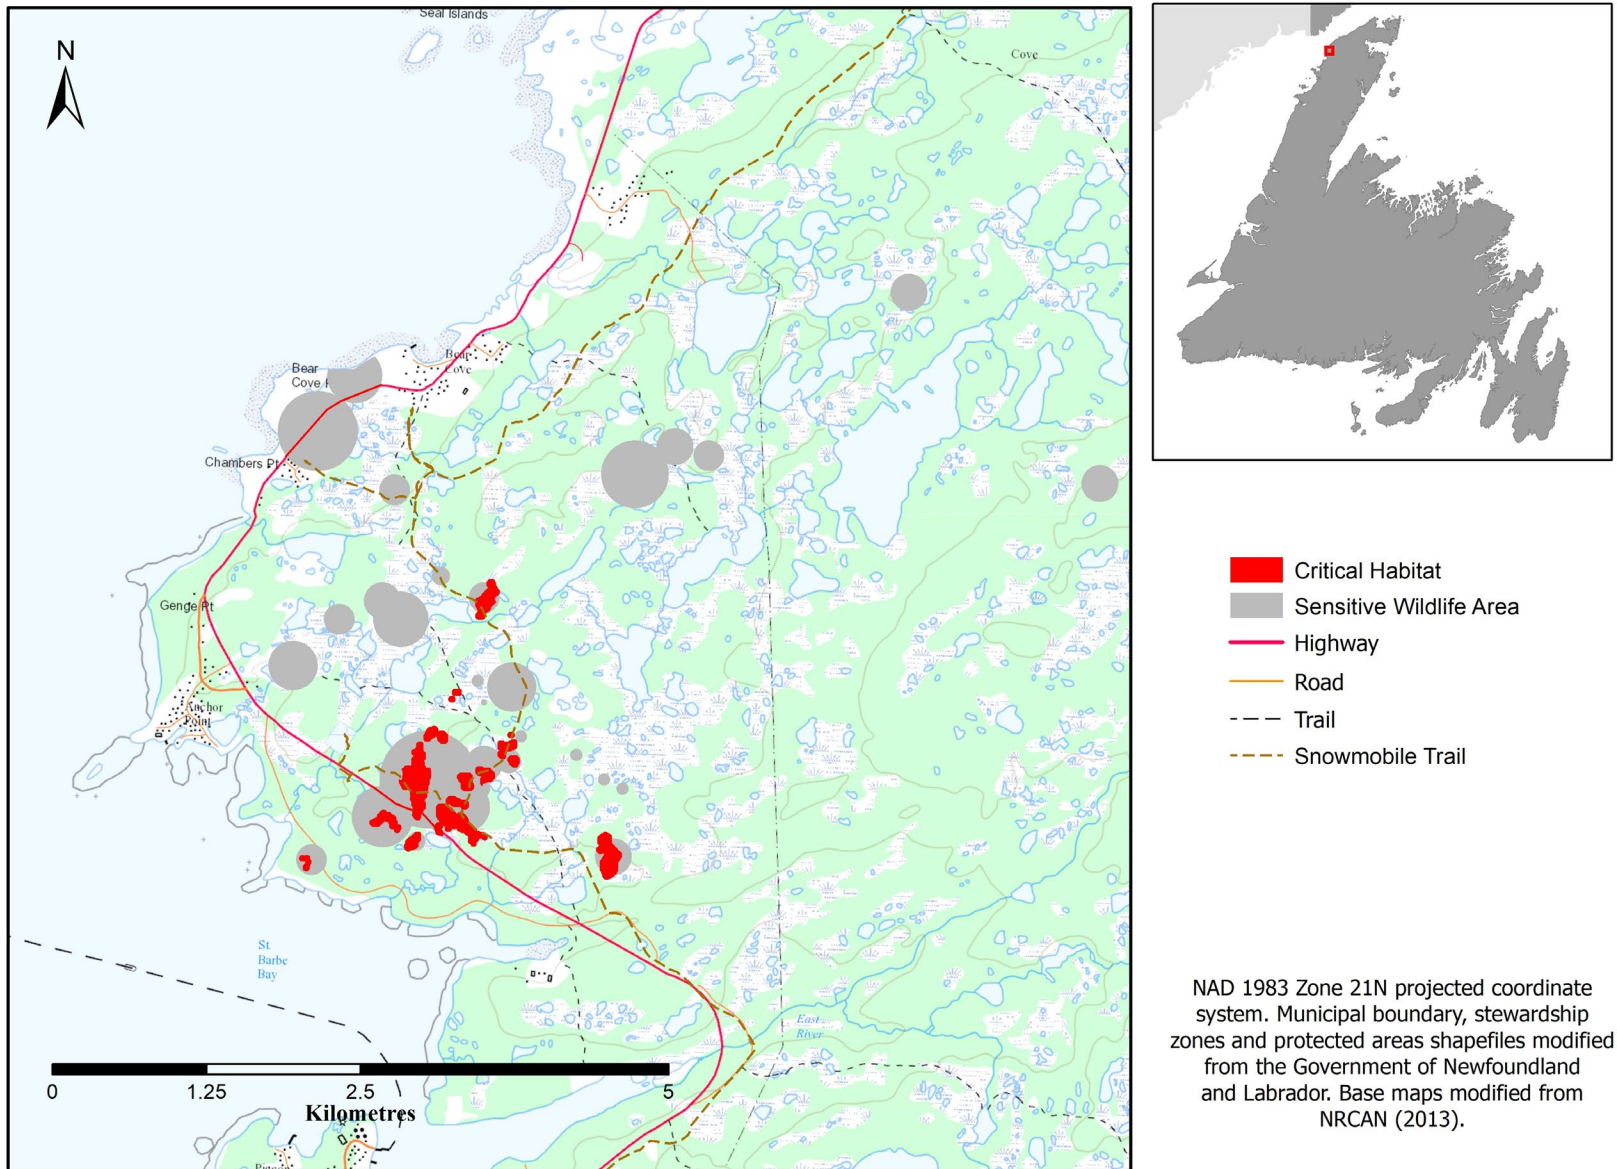 Seal Islands
N
Cove
Bear
Cove
Bear
Cove
Chambers Pt
Genge Pt
Anchor
Point
St.
Barbe
Bay
East
River
0 1.25 2.5 5
Kilometres
Critical Habitat
Sensitive Wildlife Area
Highway
Road
Trail
Snowmobile Trail
NAD 1983 Zone 21N projected coordinate
system. Municipal boundary, stewardship
zones and protected areas shapefiles modified
from the Government of Newfoundland
and Labrador. Base maps modified from
NRCAN (2013).